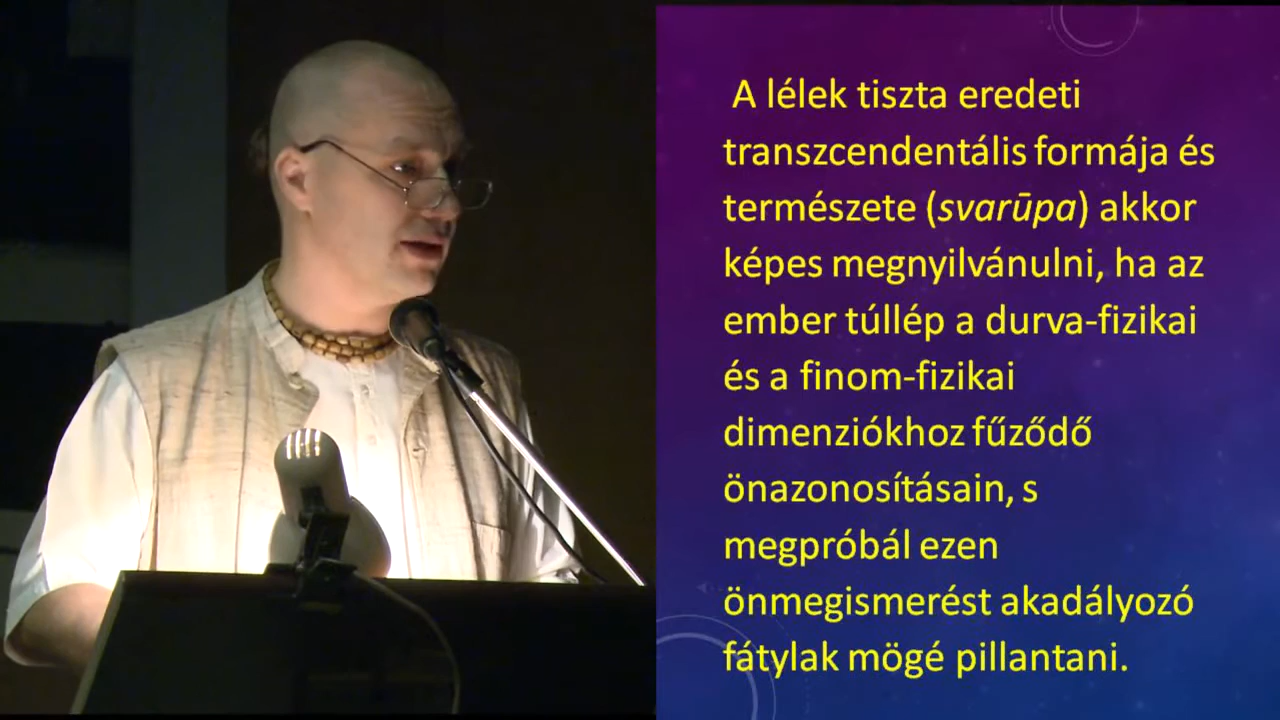 A lélek tiszta eredeti
transzcendentális formája és
természete (svarūpa) akkor
képes megnyilvánulni, ha az
ember túllép a durva-fizikai
és a finom-fizikai
dimenziókhoz fűződő
önazonosításain, s
megpróbál ezen
önmegismerést akadályozó
fátylak mögé pillantani.